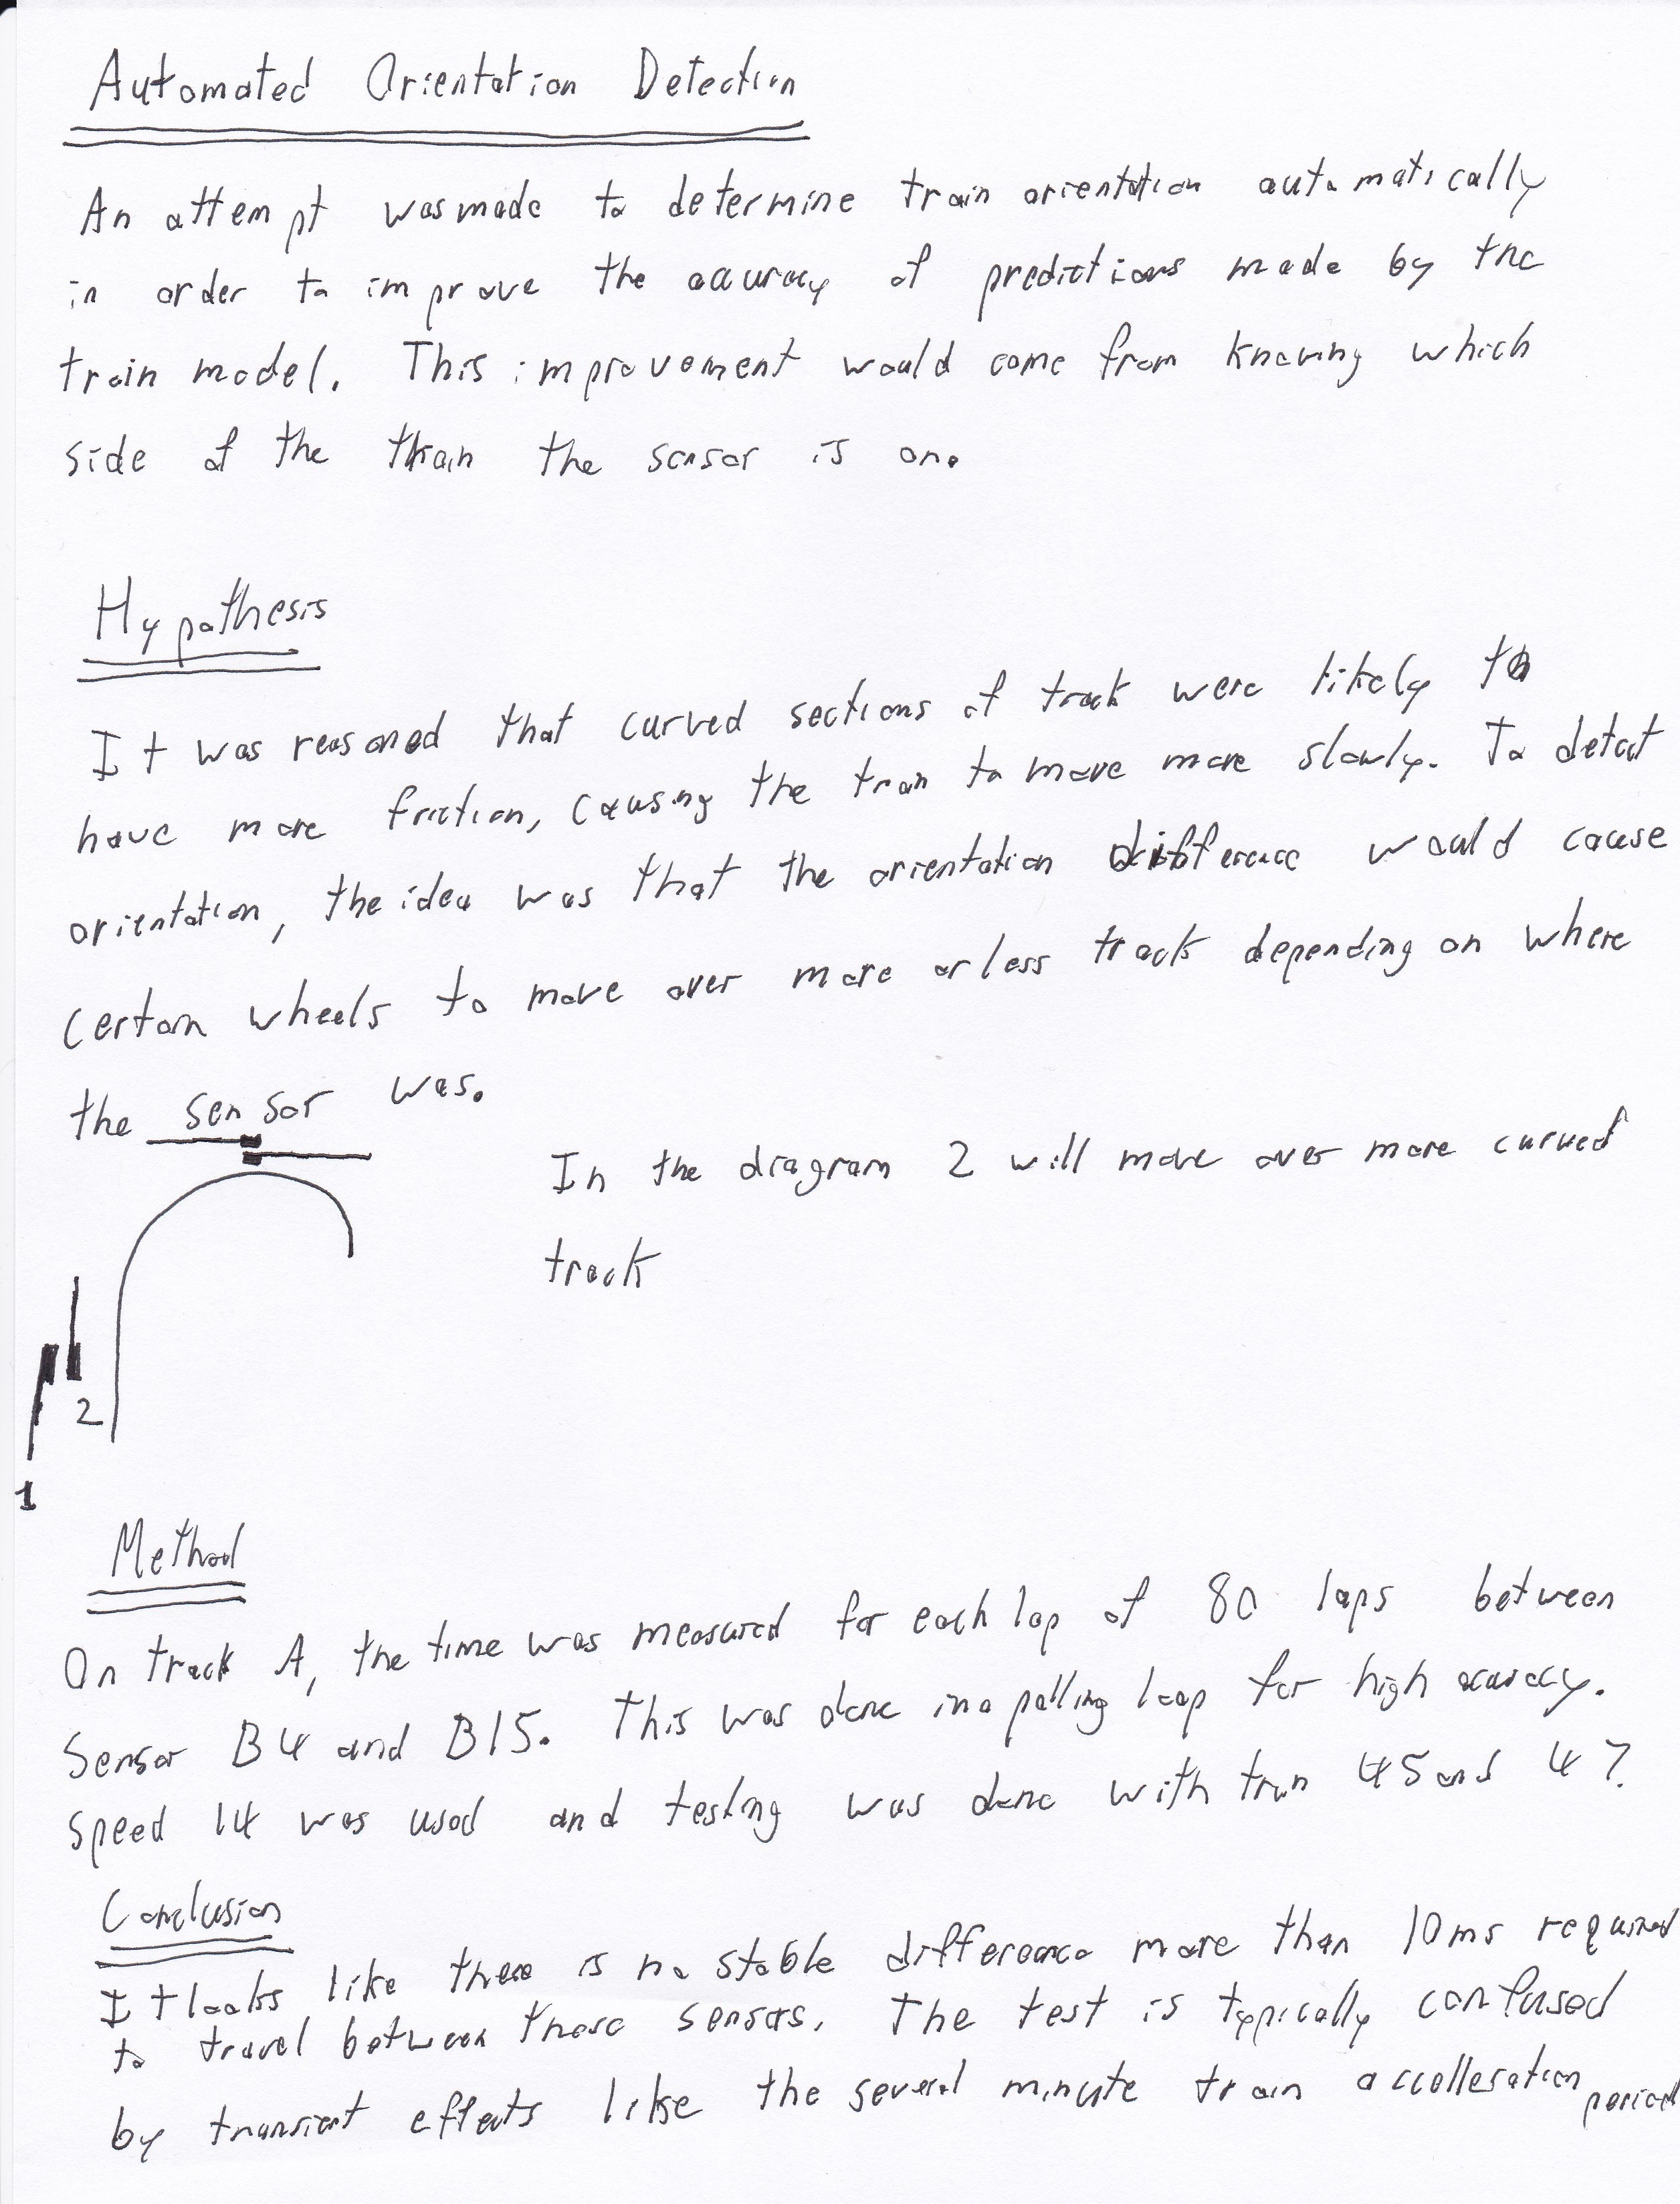 Automated Orientation Detection
An attempt was made to determine train orientation automatically
in order to improve the accuracy of predictions made by the
train model. This improvement would come from knowing which
side of the train the sensor is on.
Hypothesis
It was reasoned that curved sections of track were likely to
have more friction, causing the train to move more slowly. To detect
orientation, the idea was that the orientation difference would cause
certain wheels to move over more or less track depending on where
the sensor was.
In the diagram 2 will move over more curved
track
2
1
Method
On track A, the time was measured for each lap of 80 laps between
Sensor B4 and B15. This was done in a polling loop for high accuracy.
Speed 14 was used and testing was done with train 45 and 47.
Conclusion
It looks like there is no stable difference more than 10ms required
to travel between these sensors. The test is typically confused
by transient effects like the several minute train accelleration period